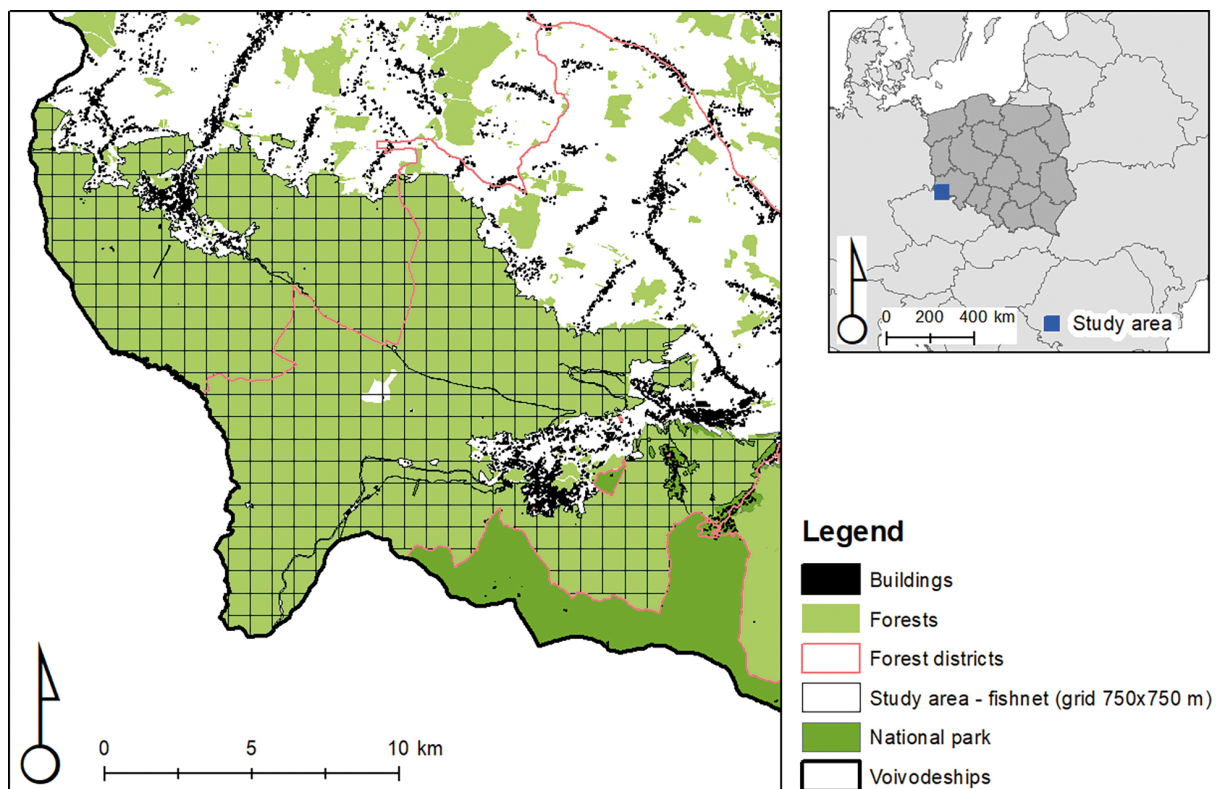 0 200 400 km
Study area
Legend
Buildings
Forests
Forest districts
Study area - fishnet (grid 750x750 m)
National park
Voivodeships
0 5 10 km